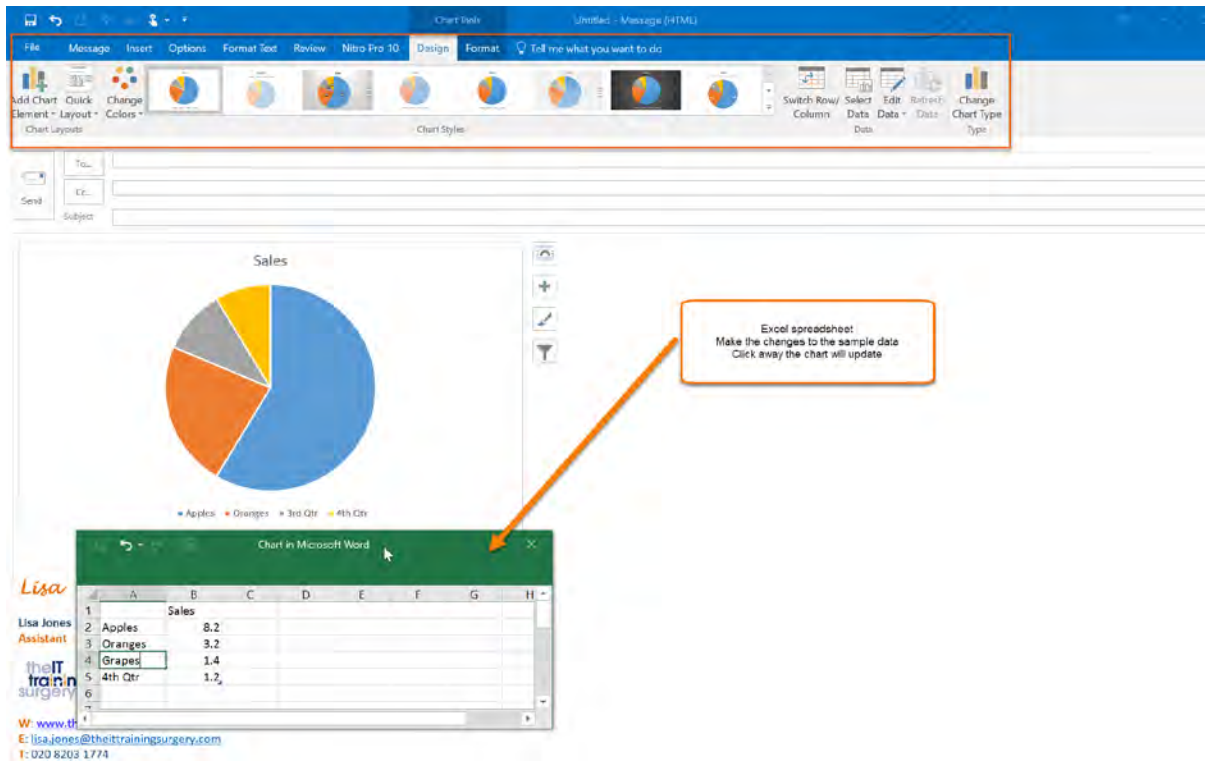 Chart Tools
Untitled - Message (HTML)
File Message Insert Options Format Text Review Nitro Pro 10 Design Format Tell me what you want to do
Add Chart Element
Quick Layout
Change Colors
Switch Row/ Column
Select Data
Edit Data
Refresh Data
Change Chart Type
Chart Layouts
Chart Styles
Data
Type
Send
To...
Cc...
Subject
Sales
Apples Oranges 3rd Qtr 4th Qtr
Excel spreadsheet
Make the changes to the sample data
Click away the chart will update
Chart in Microsoft Word
A B C D E F G H
1 Sales
2 Apples 8.2
3 Oranges 3.2
4 Grapes 1.4
5 4th Qtr 1.2
6
Lisa
Lisa Jones
Assistant
theIT
trainin
surgery
W: www.th
E: lisa.jones@theittrainingsurgery.com
T: 020 8203 1774